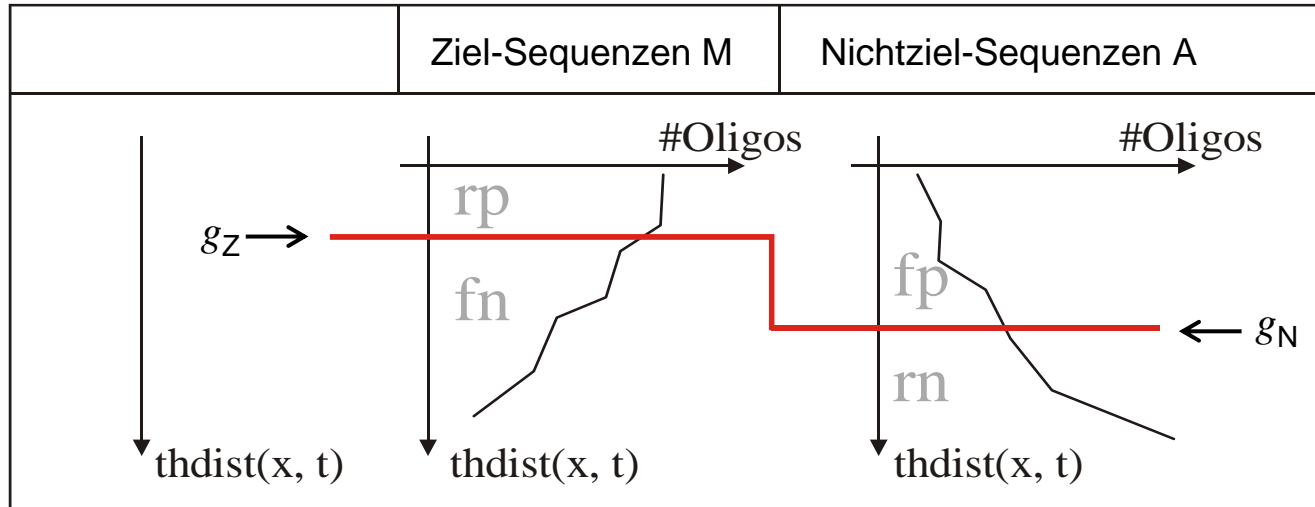 Ziel-Sequenzen M
Nichtziel-Sequenzen A
#Oligos
#Oligos
rp
gZ
fn
fp
gN
rn
thdist(x, t)
thdist(x, t)
thdist(x, t)